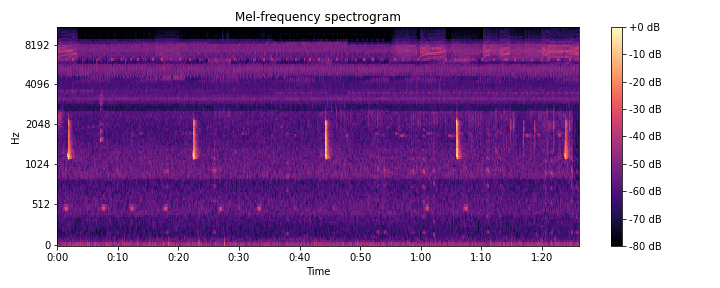 Mel-frequency spectrogram
8192
4096
2048
1024
512
0
Hz
0:00 0:10 0:20 0:30 0:40 0:50 1:00 1:10 1:20
Time
+0 dB
-10 dB
-20 dB
-30 dB
-40 dB
-50 dB
-60 dB
-70 dB
-80 dB